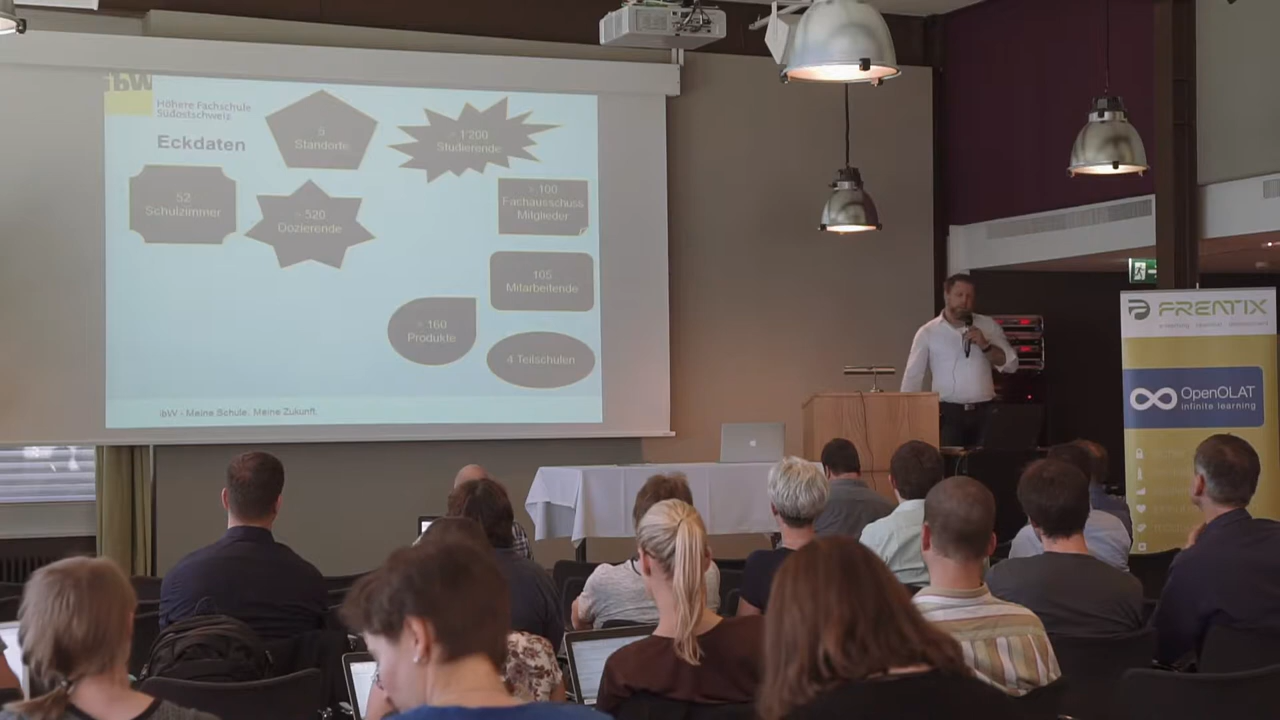 ibW
Höhere Fachschule
Südostschweiz
Eckdaten
5
Standorte
~ 1'200
Studierende
52
Schulzimmer
~ 520
Dozierende
> 100
Fachausschuss
Mitglieder
105
Mitarbeitende
> 160
Produkte
4 Teilschulen
ibW - Meine Schule. Meine Zukunft.
FRENTIX
OpenOLAT
infinite learning